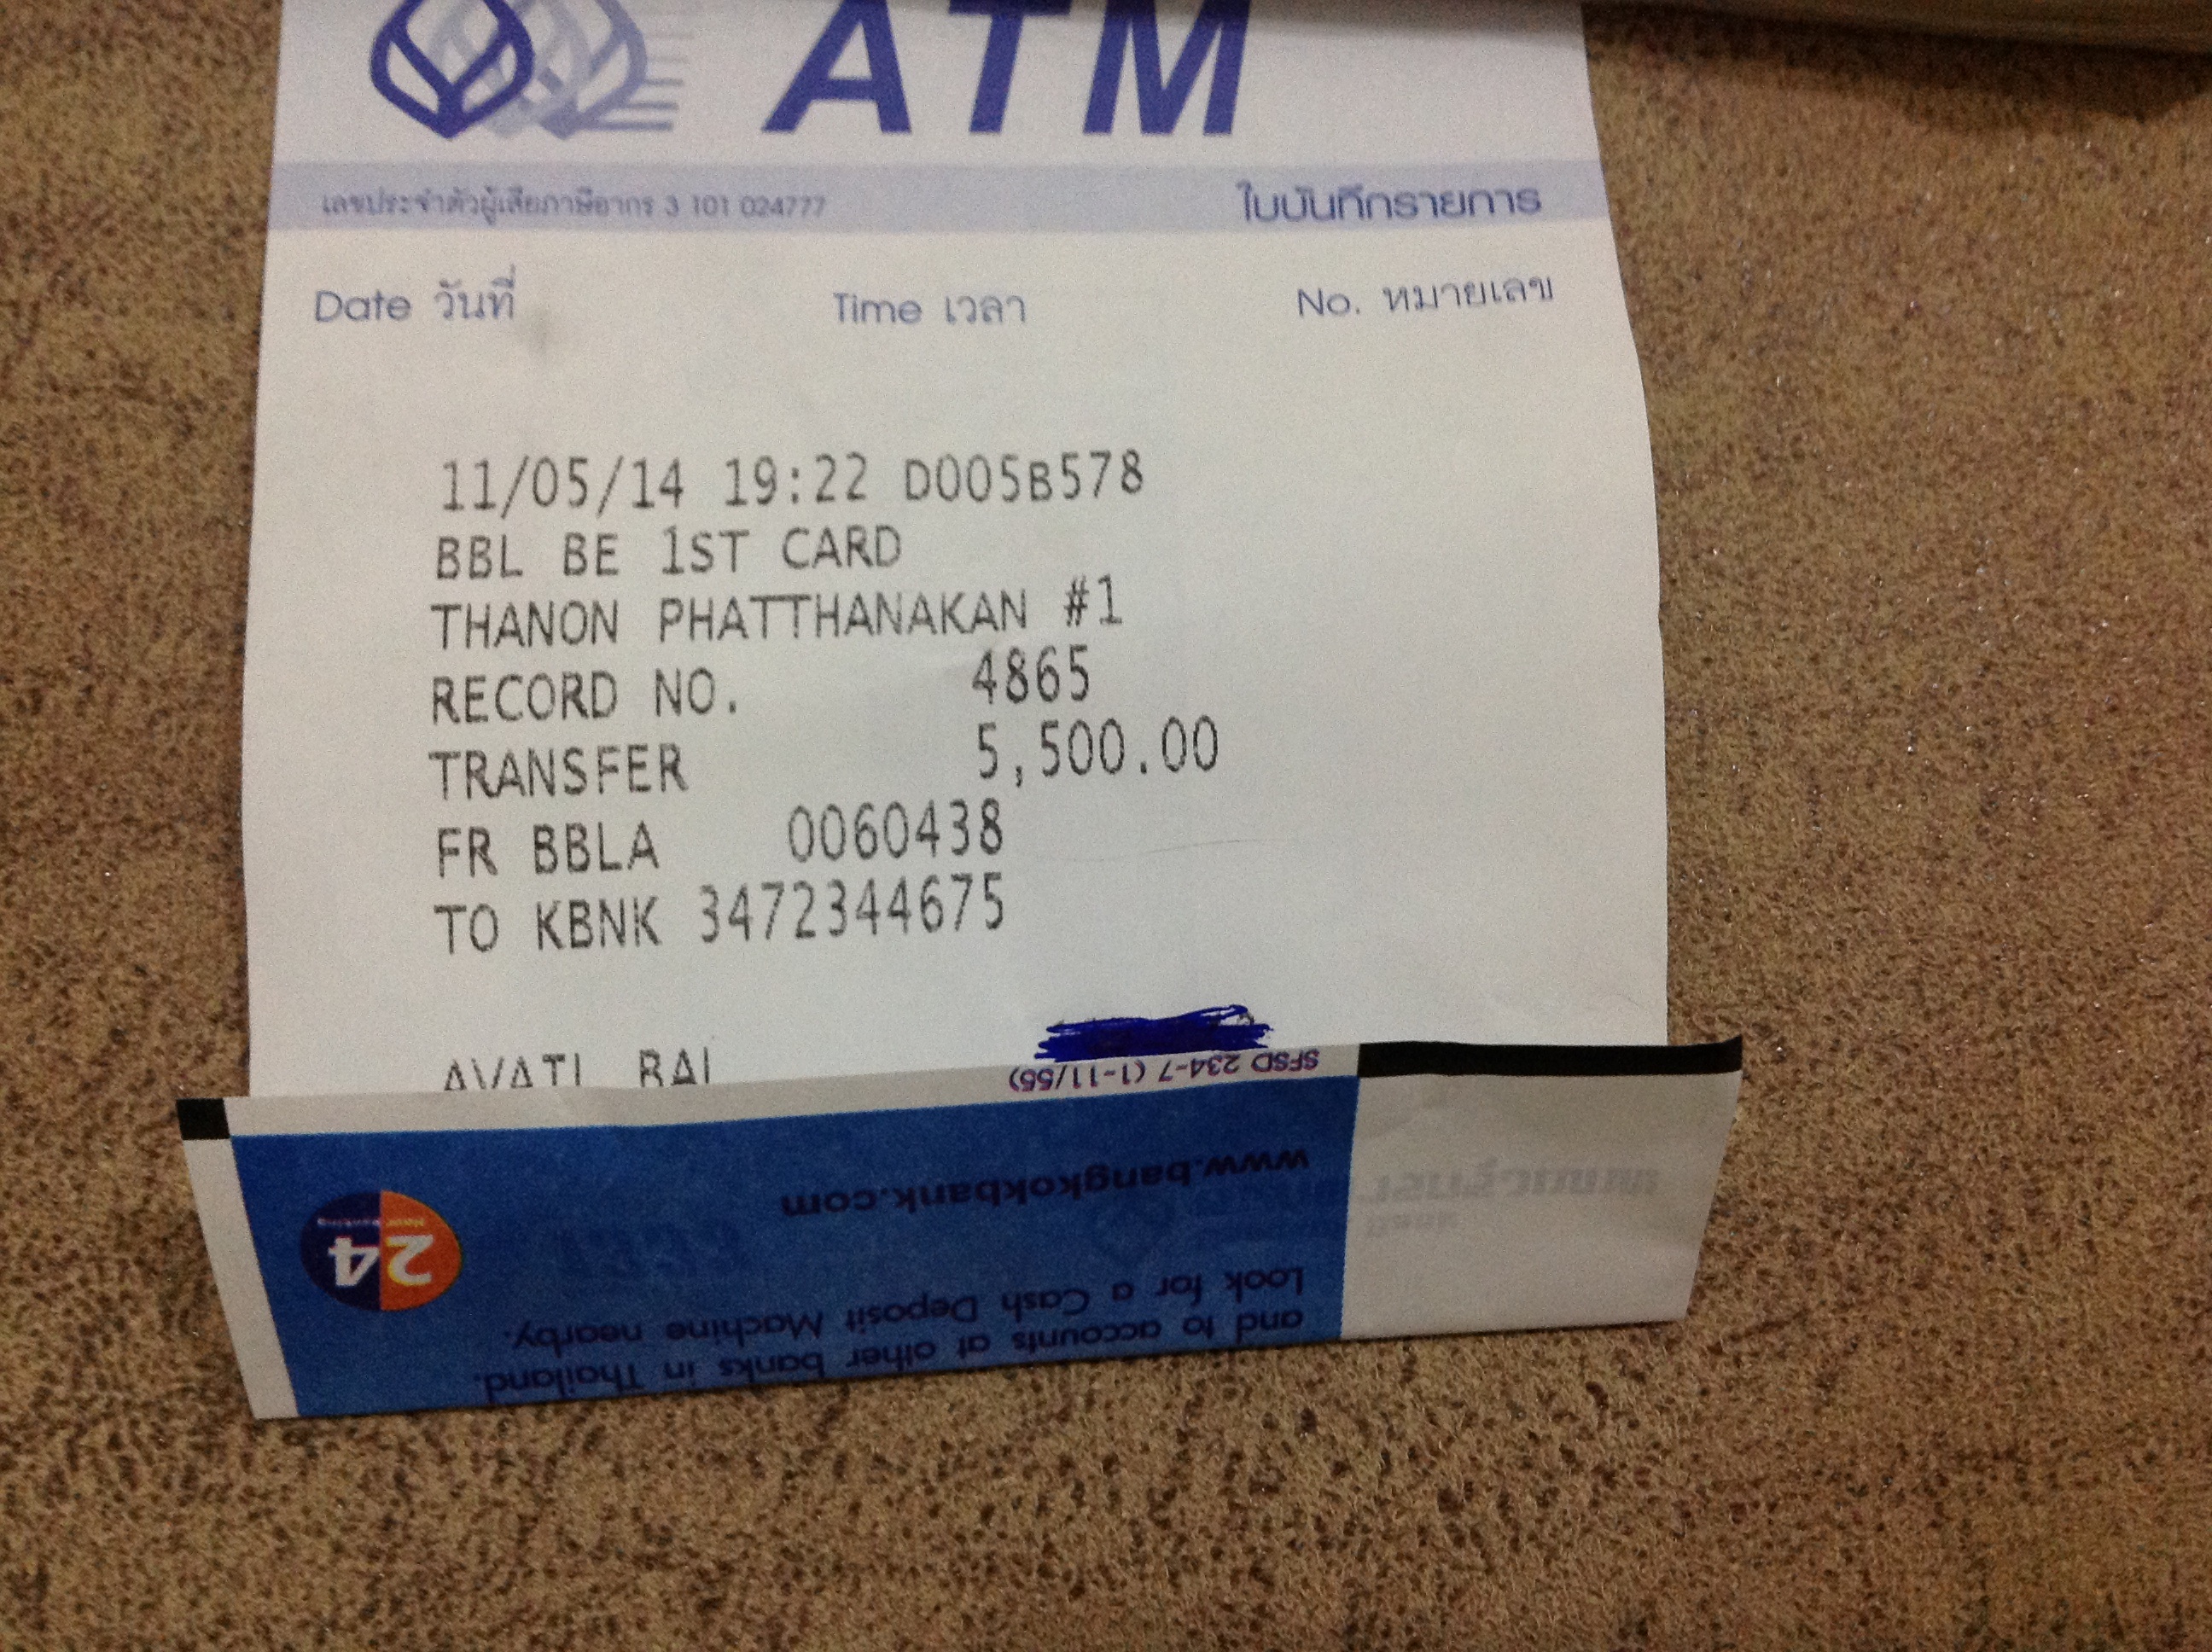 ATM
เลขประจำตัวผู้เสียภาษีอากร 3 101 024777 ใบบันทึกรายการ
Date วันที่ Time เวลา No. หมายเลข
11/05/14 19:22 D005B578
BBL BE 1ST CARD
THANON PHATTHANAKAN #1
RECORD NO. 4865
TRANSFER 5,500.00
FR BBLA 0060438
TO KBNK 3472344675
AVAIL BAL
SFSD 234-7 (1-11/55)
www.bangkokbank.com
24
Look for a Cash Deposit Machine nearby.
and to accounts at other banks in Thailand.